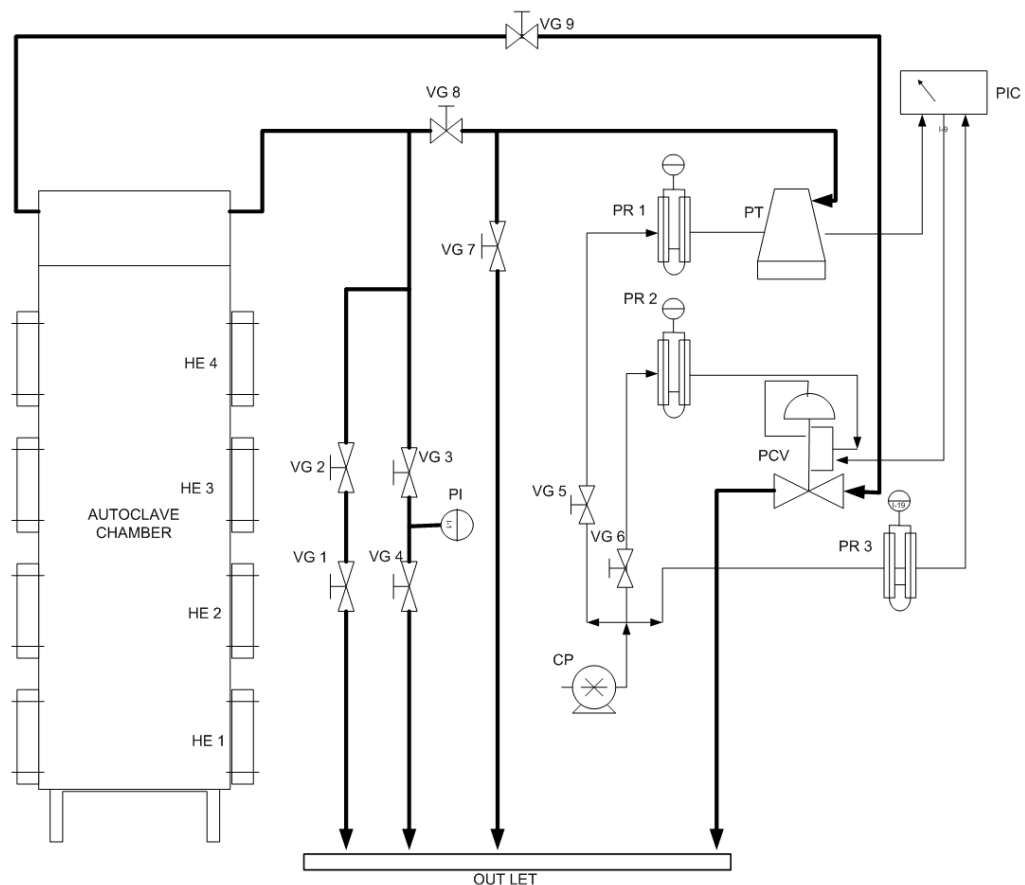 VG 9
VG 8
PIC
I-9
PR 1
PT
VG 7
PR 2
HE 4
VG 2
VG 3
PCV
HE 3
PI
VG 5
I-19
AUTOCLAVE
CHAMBER
VG 6
PR 3
VG 1
VG 4
HE 2
CP
HE 1
OUT LET